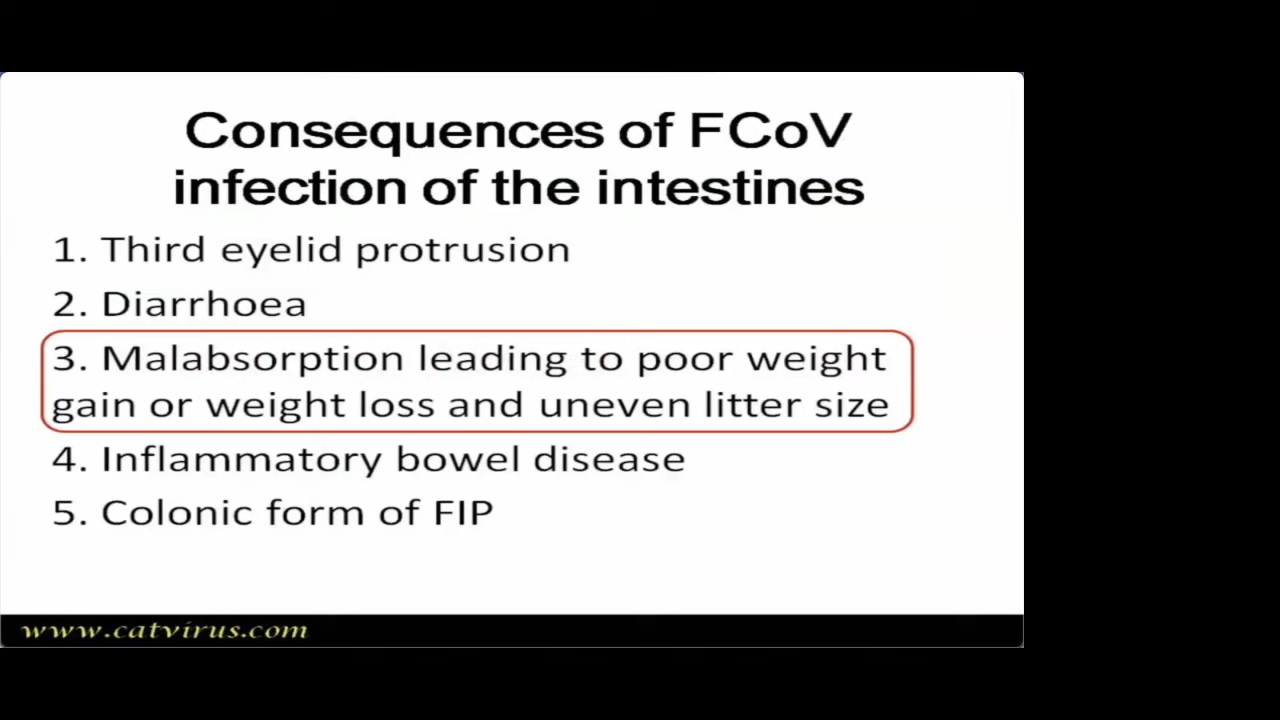 Consequences of FCoV
infection of the intestines
1. Third eyelid protrusion
2. Diarrhoea
3. Malabsorption leading to poor weight
gain or weight loss and uneven litter size
4. Inflammatory bowel disease
5. Colonic form of FIP
www.catvirus.com